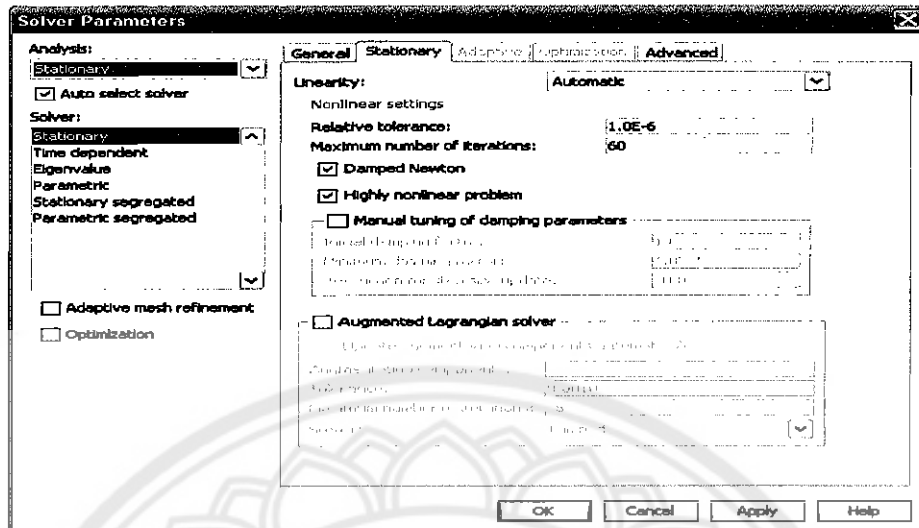 Solver Parameters
Analysis:
Stationary
Auto select solver
Solver:
Stationary
Time dependent
Eigenvalue
Parametric
Stationary segregated
Parametric segregated
Adaptive mesh refinement
Optimization
General Stationary Adaptive Optimization Advanced
Linearity: Automatic
Nonlinear settings
Relative tolerance: 1.0E-6
Maximum number of iterations: 60
Damped Newton
Highly nonlinear problem
Manual tuning of damping parameters
Augmented Lagrangian solver
OK Cancel Apply Help